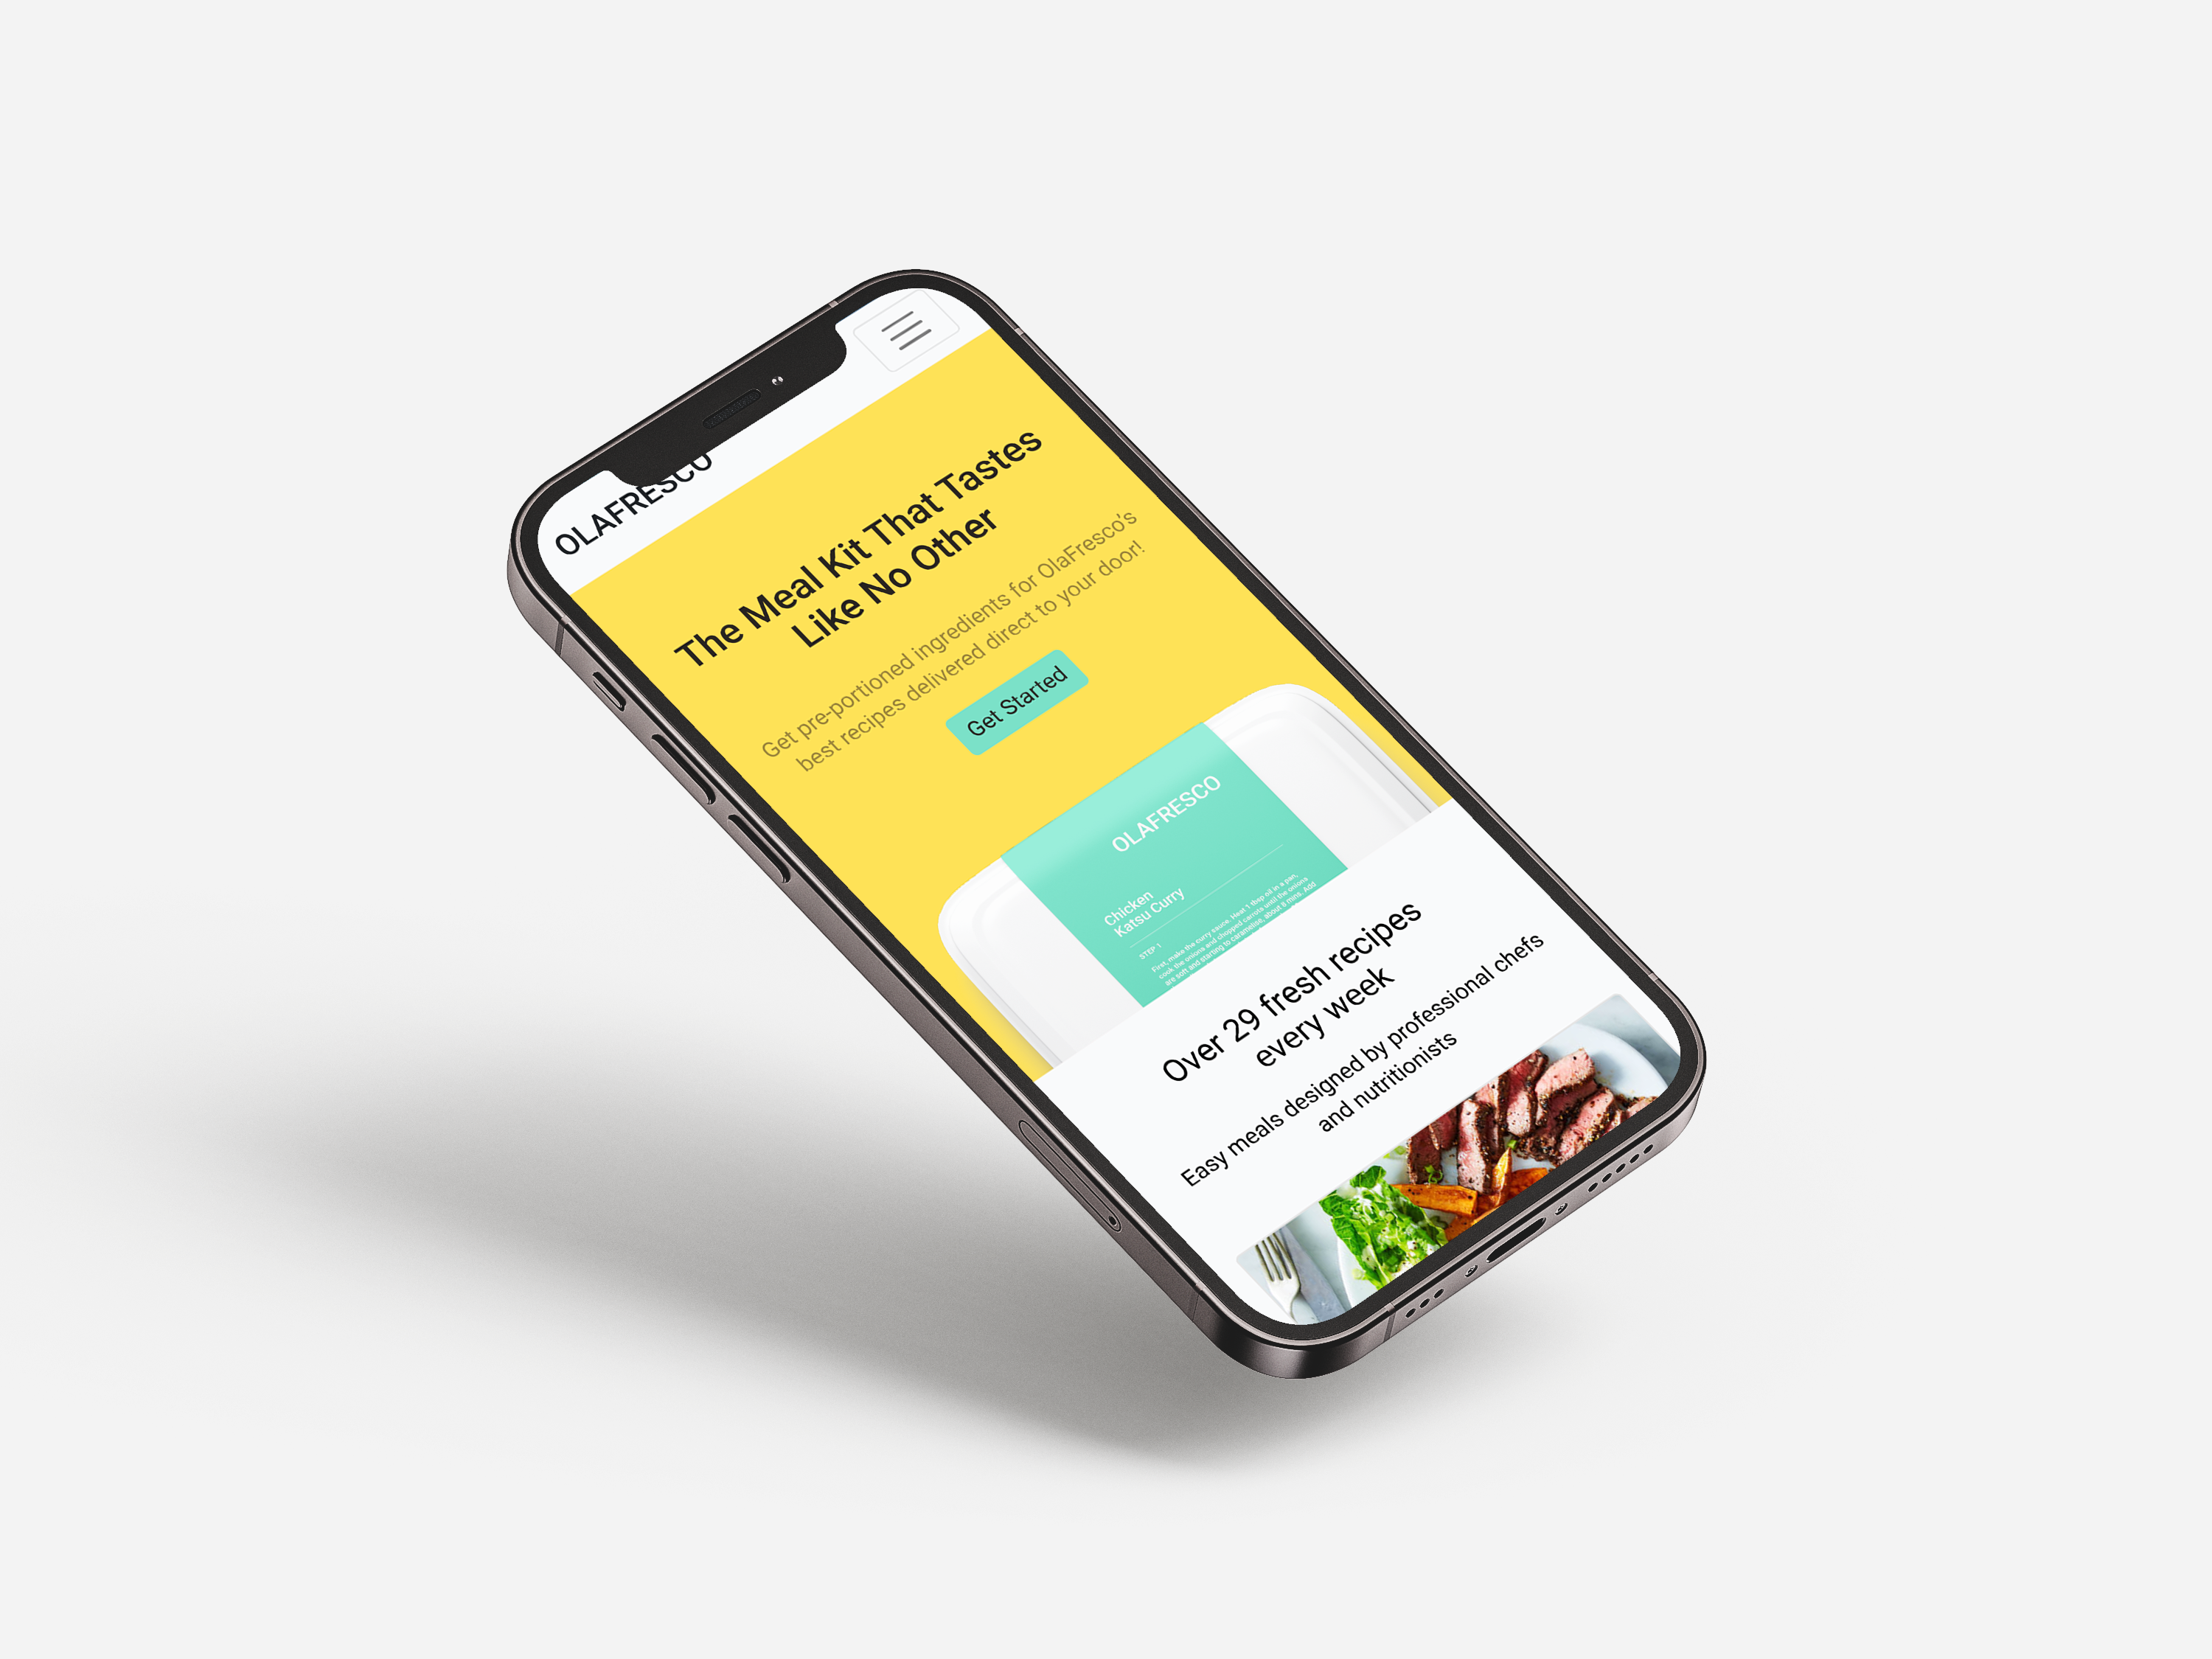 OLAFRESCO
The Meal Kit That Tastes
Like No Other
Get pre-portioned ingredients for OlaFresco's
best recipes delivered direct to your door!
Get Started
OLAFRESCO
Chicken
Katsu Curry
STEP 1
First, make the curry sauce. Heat 1 tbsp oil in a pan,
cook the onions and chopped carrots until the onions
are soft and starting to caramelise, about 8 mins. Add
Over 29 fresh recipes
every week
Easy meals designed by professional chefs
and nutritionists